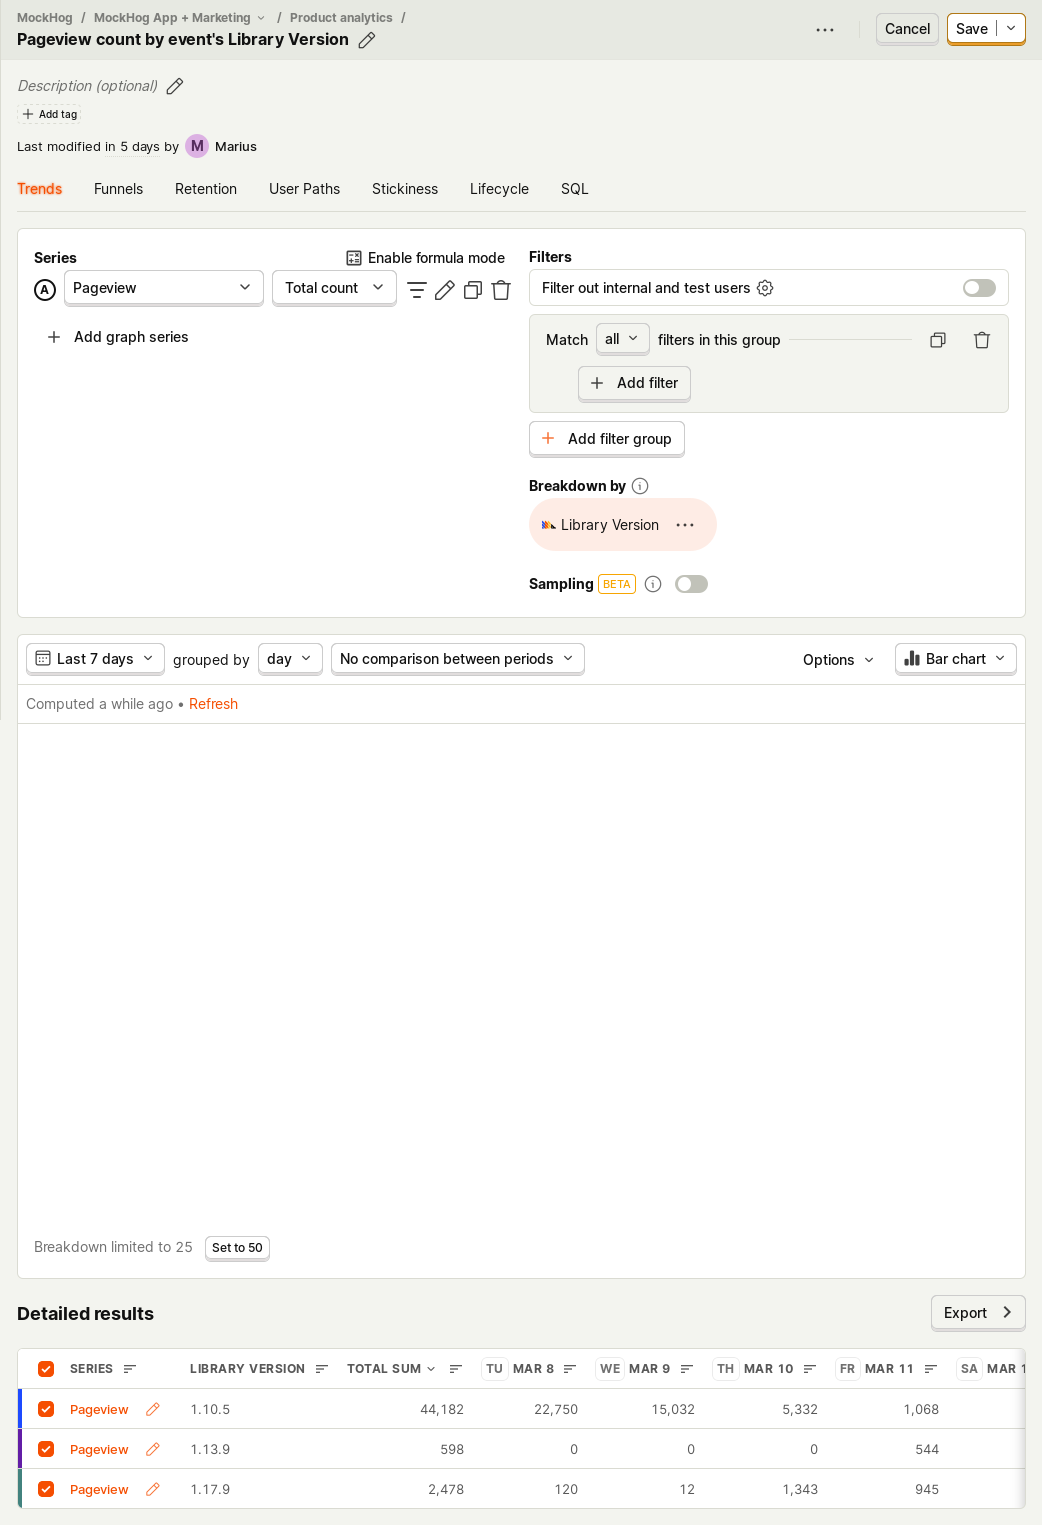 MockHog / MockHog App + Marketing / Product analytics /
Pageview count by event's Library Version
Cancel
Save
Description (optional)
Add tag
Last modified in 5 days by M Marius
Trends Funnels Retention User Paths Stickiness Lifecycle SQL
Series
Enable formula mode
A Pageview Total count
Add graph series
Filters
Filter out internal and test users
Match all filters in this group
Add filter
Add filter group
Breakdown by
Library Version
Sampling BETA
Last 7 days grouped by day No comparison between periods Options Bar chart
Computed a while ago • Refresh
Breakdown limited to 25 Set to 50
Detailed results
Export
SERIES LIBRARY VERSION TOTAL SUM TU MAR 8 WE MAR 9 TH MAR 10 FR MAR 11 SA MAR 1
Pageview 1.10.5 44,182 22,750 15,032 5,332 1,068
Pageview 1.13.9 598 0 0 0 544
Pageview 1.17.9 2,478 120 12 1,343 945